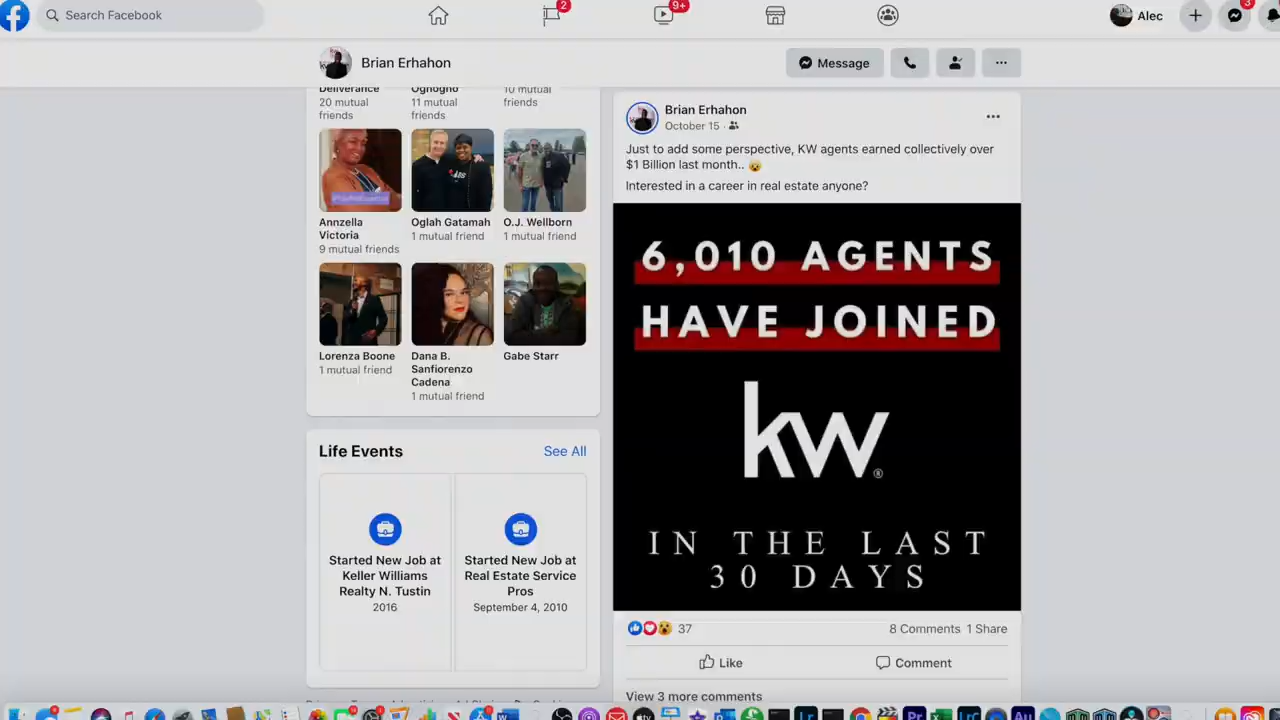 Search Facebook
2
9+
Alec
3
Brian Erhahon
Message
Deliverance
Oghogho
20 mutual
friends
11 mutual
friends
10 mutual
friends
Annzella
Victoria
9 mutual friends
Oglah Gatamah
1 mutual friend
O.J. Wellborn
1 mutual friend
Lorenza Boone
1 mutual friend
Dana B.
Sanfiorenzo
Cadena
1 mutual friend
Gabe Starr
Life Events
See All
Started New Job at
Keller Williams
Realty N. Tustin
2016
Started New Job at
Real Estate Service
Pros
September 4, 2010
Brian Erhahon
October 15 ·
Just to add some perspective, KW agents earned collectively over
$1 Billion last month.. 😮
Interested in a career in real estate anyone?
6,010 AGENTS
HAVE JOINED
kw®
IN THE LAST
30 DAYS
37
8 Comments 1 Share
Like
Comment
View 3 more comments